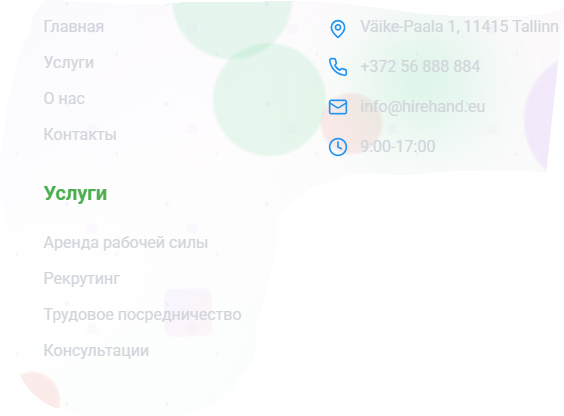 Главная
Услуги
О нас
Контакты
Услуги
Аренда рабочей силы
Рекрутинг
Трудовое посредничество
Консультации
Väike-Paala 1, 11415 Tallinn
+372 56 888 884
info@hirehand.eu
9:00-17:00